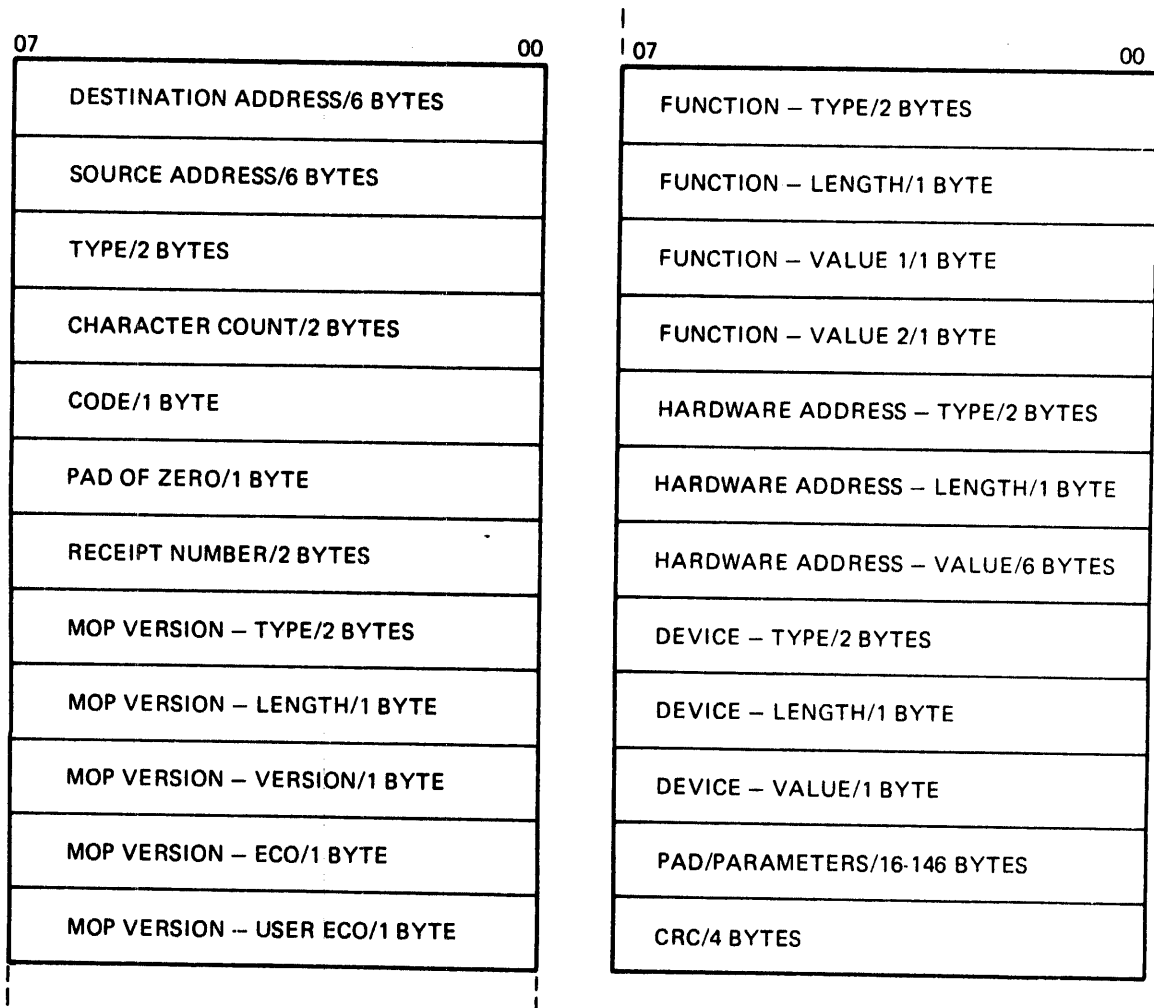 07 00
DESTINATION ADDRESS/6 BYTES
SOURCE ADDRESS/6 BYTES
TYPE/2 BYTES
CHARACTER COUNT/2 BYTES
CODE/1 BYTE
PAD OF ZERO/1 BYTE
RECEIPT NUMBER/2 BYTES
MOP VERSION – TYPE/2 BYTES
MOP VERSION – LENGTH/1 BYTE
MOP VERSION – VERSION/1 BYTE
MOP VERSION – ECO/1 BYTE
MOP VERSION -- USER ECO/1 BYTE
07 00
FUNCTION – TYPE/2 BYTES
FUNCTION – LENGTH/1 BYTE
FUNCTION – VALUE 1/1 BYTE
FUNCTION – VALUE 2/1 BYTE
HARDWARE ADDRESS – TYPE/2 BYTES
HARDWARE ADDRESS – LENGTH/1 BYTE
HARDWARE ADDRESS – VALUE/6 BYTES
DEVICE – TYPE/2 BYTES
DEVICE – LENGTH/1 BYTE
DEVICE – VALUE/1 BYTE
PAD/PARAMETERS/16-146 BYTES
CRC/4 BYTES